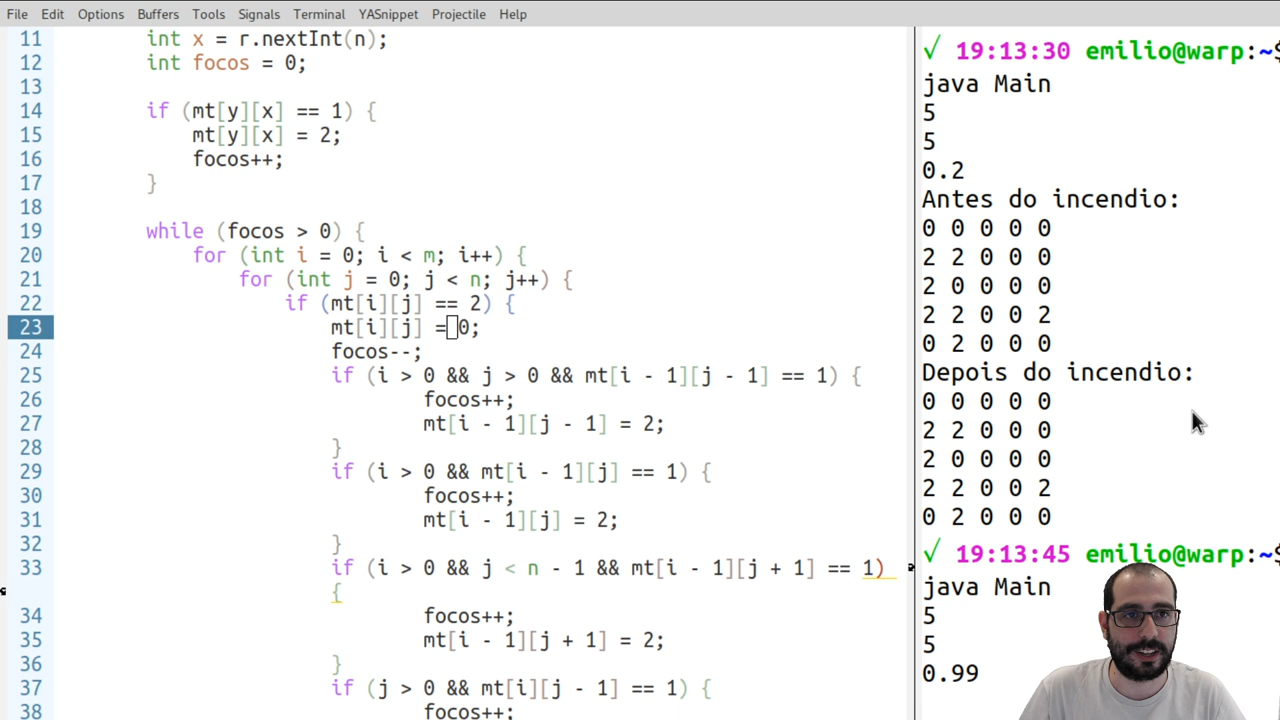 File Edit Options Buffers Tools Signals Terminal YASnippet Projectile Help
11 int x = r.nextInt(n);
12 int focos = 0;
13
14 if (mt[y][x] == 1) {
15 mt[y][x] = 2;
16 focos++;
17 }
18
19 while (focos > 0) {
20 for (int i = 0; i < m; i++) {
21 for (int j = 0; j < n; j++) {
22 if (mt[i][j] == 2) {
23 mt[i][j] = 0;
24 focos--;
25 if (i > 0 && j > 0 && mt[i - 1][j - 1] == 1) {
26 focos++;
27 mt[i - 1][j - 1] = 2;
28 }
29 if (i > 0 && mt[i - 1][j] == 1) {
30 focos++;
31 mt[i - 1][j] = 2;
32 }
33 if (i > 0 && j < n - 1 && mt[i - 1][j + 1] == 1)
{
34 focos++;
35 mt[i - 1][j + 1] = 2;
36 }
37 if (j > 0 && mt[i][j - 1] == 1) {
38 focos++;
✓ 19:13:30 emilio@warp:~$
java Main
5
5
0.2
Antes do incendio:
0 0 0 0 0
2 2 0 0 0
2 0 0 0 0
2 2 0 0 2
0 2 0 0 0
Depois do incendio:
0 0 0 0 0
2 2 0 0 0
2 0 0 0 0
2 2 0 0 2
0 2 0 0 0
✓ 19:13:45 emilio@warp:~$
java Main
5
5
0.99